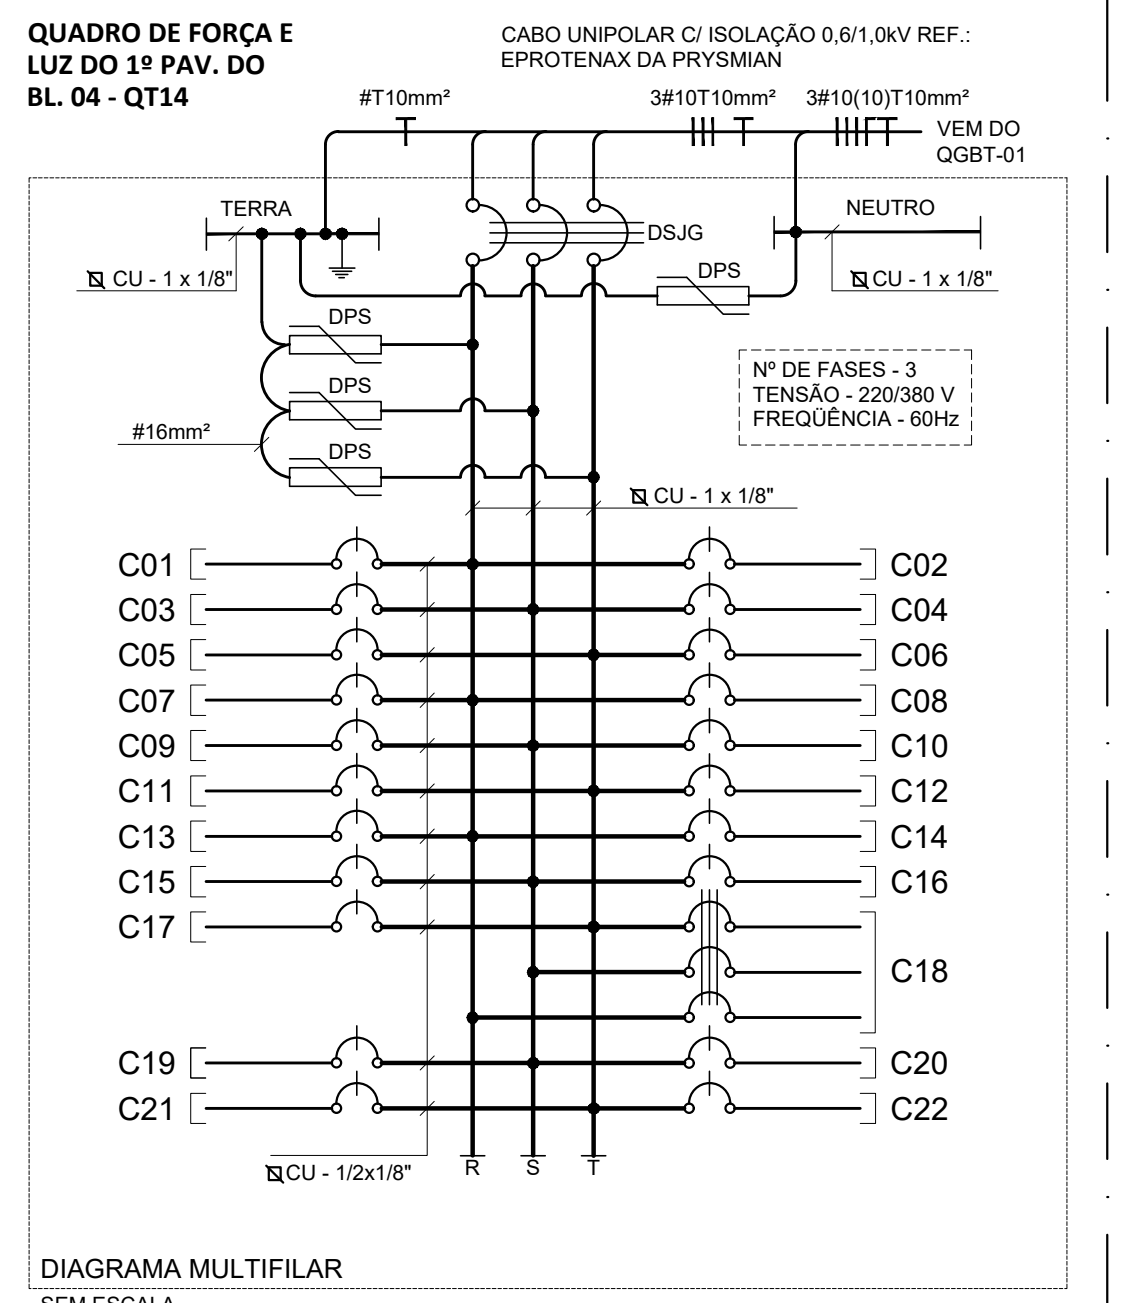 QUADRO DE FORÇA E
LUZ DO 1º PAV. DO
BL. 04 - QT14
CABO UNIPOLAR C/ ISOLAÇÃO 0,6/1,0kV REF.:
EPROTENAX DA PRYSMIAN
#T10mm²
3#10T10mm²
3#10(10)T10mm²
VEM DO
QGBT-01
TERRA
NEUTRO
DSJG
CU - 1 x 1/8"
DPS
CU - 1 x 1/8"
DPS
DPS
DPS
#16mm²
Nº DE FASES - 3
TENSÃO - 220/380 V
FREQÜÊNCIA - 60Hz
CU - 1 x 1/8"
C01
C02
C03
C04
C05
C06
C07
C08
C09
C10
C11
C12
C13
C14
C15
C16
C17
C18
C19
C20
C21
C22
CU - 1/2x1/8"
R
S
T
DIAGRAMA MULTIFILAR
SEM ESCALA